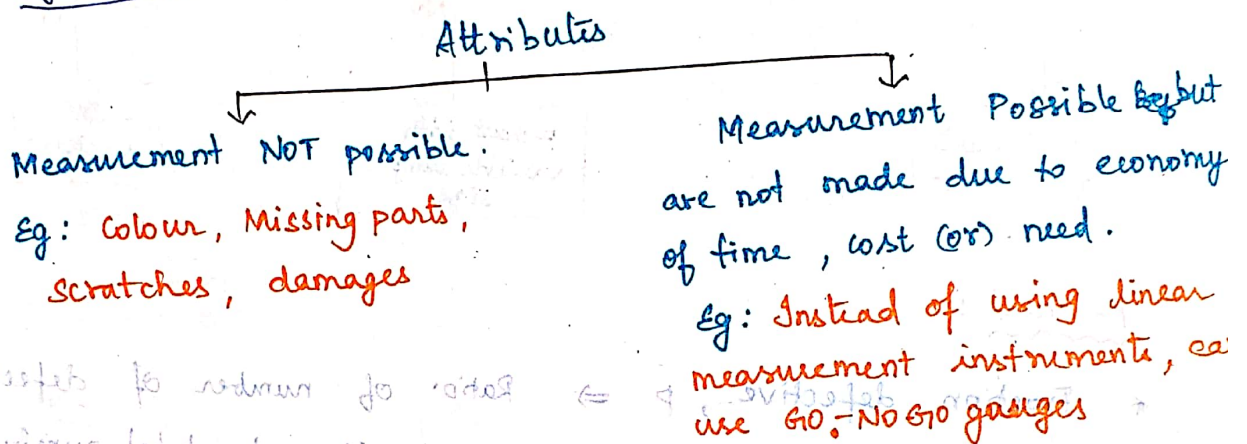 Attributes
Measurement NOT possible.
Eg: Colour, Missing parts,
scratches, damages
Measurement Possible but
are not made due to economy
of time, cost (or) need.
Eg: Instead of using linear
measurement instruments,
use GO-NO GO gauges